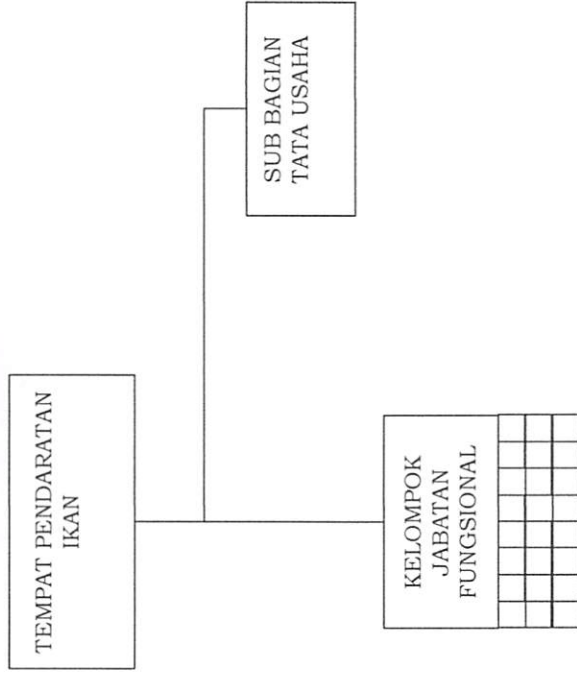 TEMPAT PENDARATAN
IKAN
SUB BAGIAN
TATA USAHA
KELOMPOK
JABATAN
FUNGSIONAL